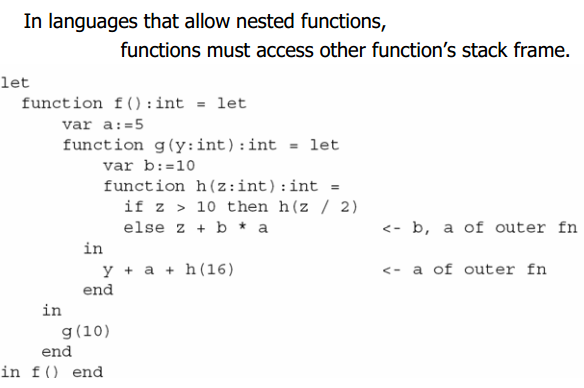 In languages that allow nested functions,
functions must access other function's stack frame.
let
function f():int = let
var a:=5
function g(y:int):int = let
var b:=10
function h(z:int):int =
if z > 10 then h(z / 2)
else z + b * a <- b, a of outer fn
in
y + a + h(16) <- a of outer fn
end
in
g(10)
end
in f() end